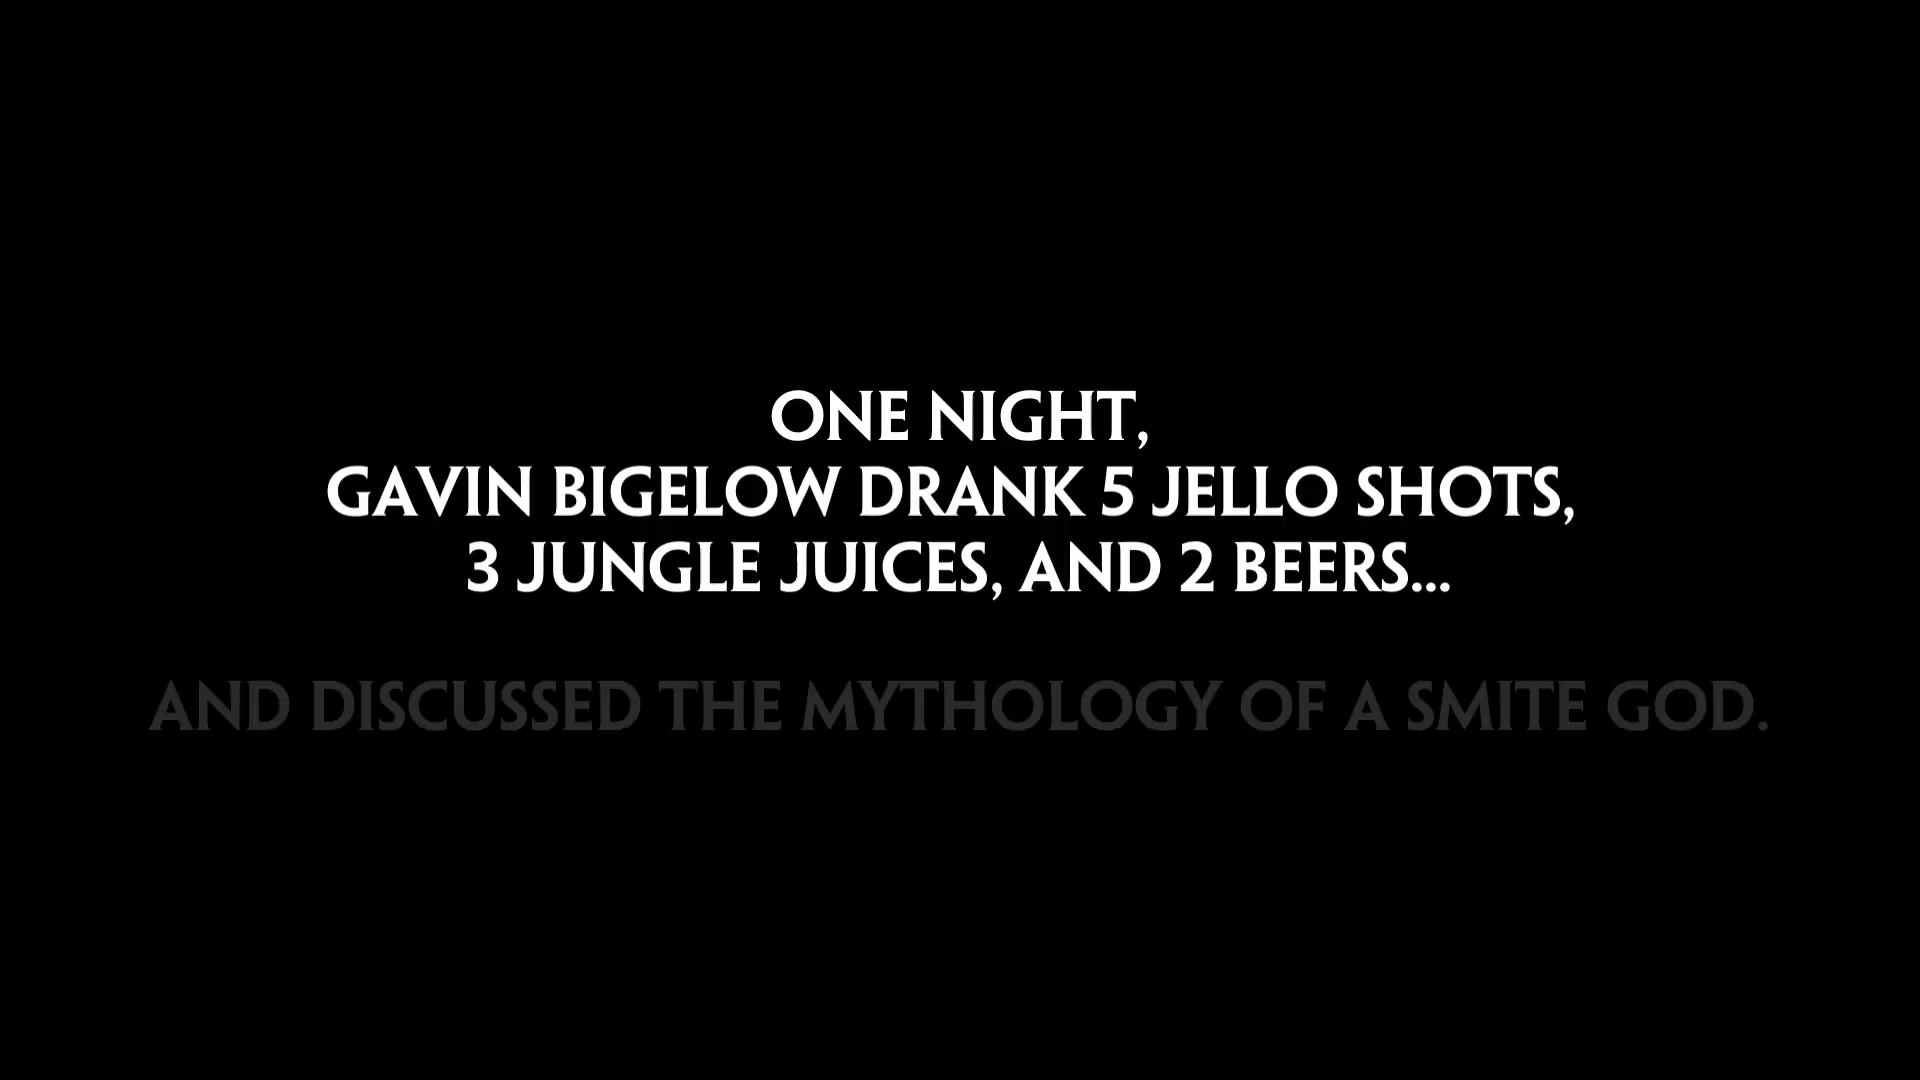 ONE NIGHT,
GAVIN BIGELOW DRANK 5 JELLO SHOTS,
3 JUNGLE JUICES, AND 2 BEERS...
AND DISCUSSED THE MYTHOLOGY OF A SMITE GOD.